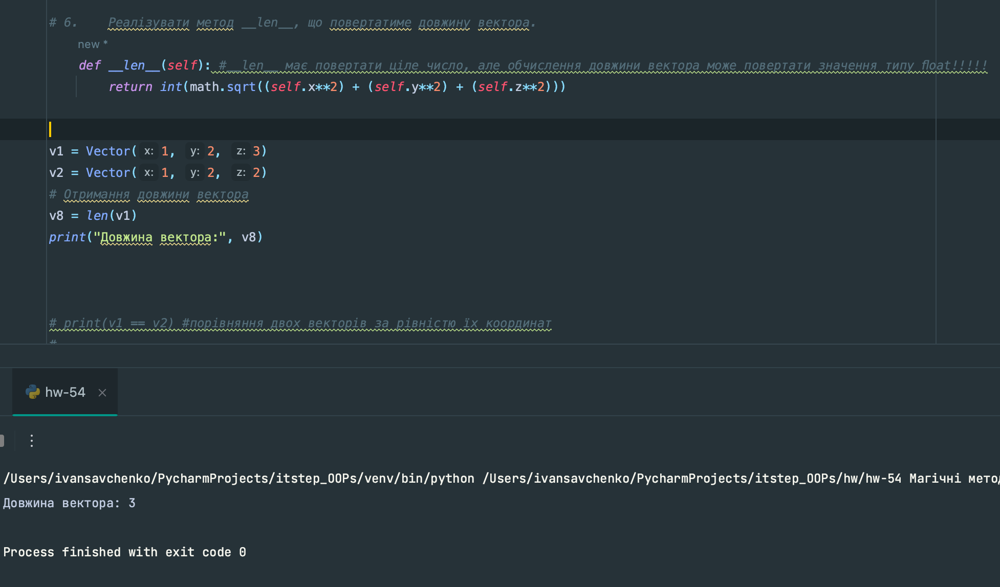 # 6.    Реалізувати метод __len__, що повертатиме довжину вектора.
new *
def __len__(self): #__len__ має повертати ціле число, але обчислення довжини вектора може повертати значення типу float!!!!!
return int(math.sqrt((self.x**2) + (self.y**2) + (self.z**2)))
v1 = Vector( x: 1,  y: 2,  z: 3)
v2 = Vector( x: 1,  y: 2,  z: 2)
# Отримання довжини вектора
v8 = len(v1)
print("Довжина вектора:", v8)
# print(v1 == v2) #порівняння двох векторів за рівністю їх координат
#
hw-54
/Users/ivansavchenko/PycharmProjects/itstep_OOPs/venv/bin/python /Users/ivansavchenko/PycharmProjects/itstep_OOPs/hw/hw-54 Магічні метод
Довжина вектора: 3
Process finished with exit code 0